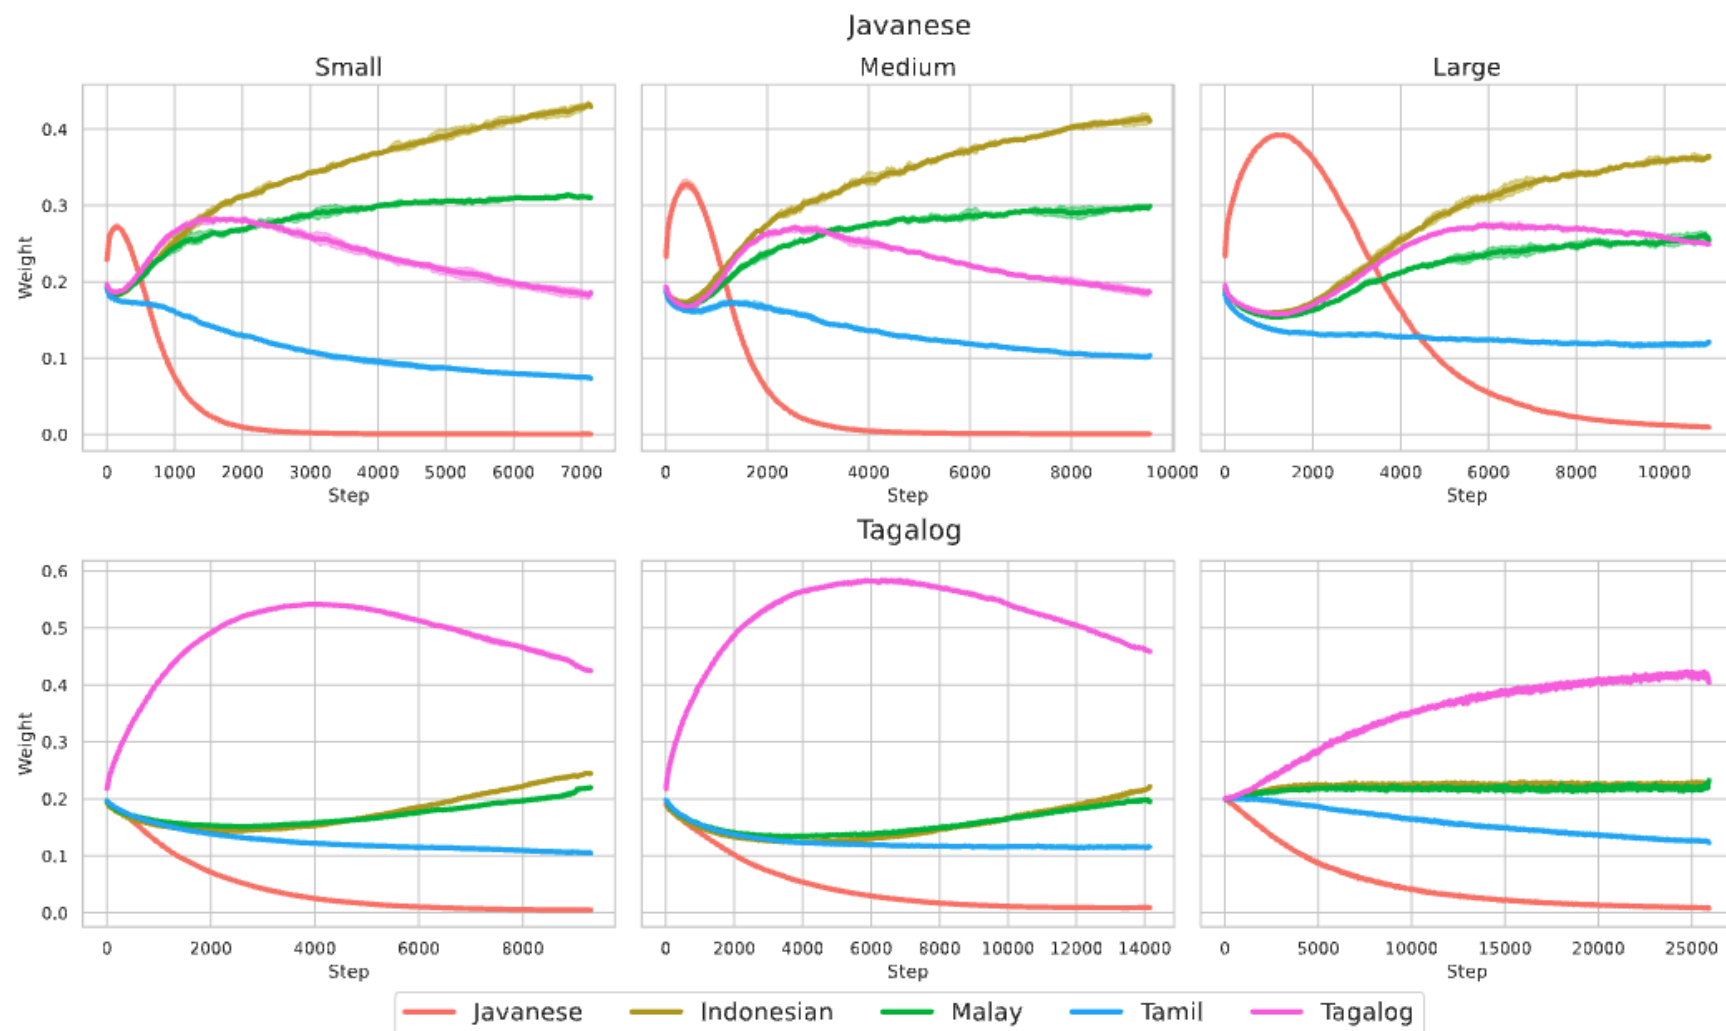 Javanese
Small Medium Large
Weight
0.4
0.3
0.2
0.1
0.0
0 1000 2000 3000 4000 5000 6000 7000
Step
0 2000 4000 6000 8000 10000
Step
0 2000 4000 6000 8000 10000
Step
Tagalog
Weight
0.6
0.5
0.4
0.3
0.2
0.1
0.0
0 2000 4000 6000 8000
Step
0 2000 4000 6000 8000 10000 12000 14000
Step
0 5000 10000 15000 20000 25000
Step
Javanese Indonesian Malay Tamil Tagalog